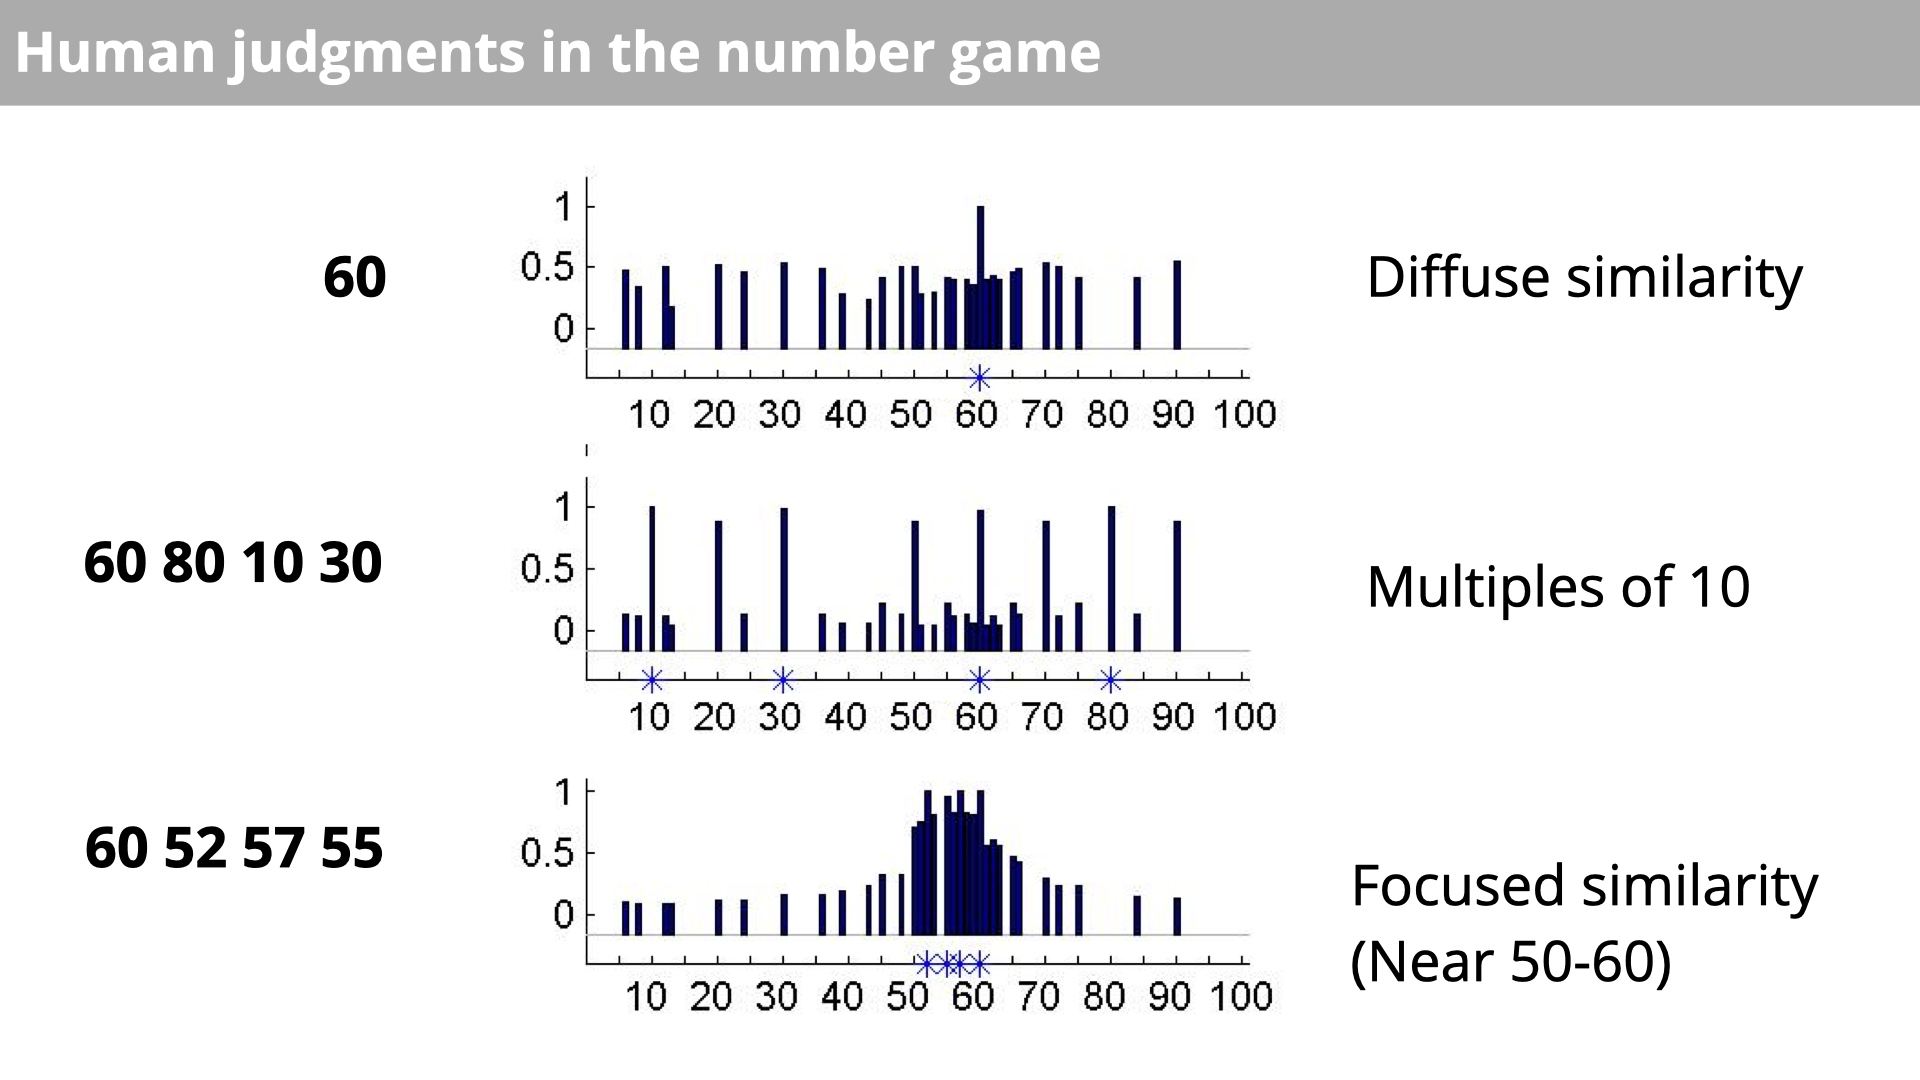 Human judgments in the number game
60
1
0.5
0
10 20 30 40 50 60 70 80 90 100
Diffuse similarity
60 80 10 30
1
0.5
0
10 20 30 40 50 60 70 80 90 100
Multiples of 10
60 52 57 55
1
0.5
0
10 20 30 40 50 60 70 80 90 100
Focused similarity
(Near 50-60)